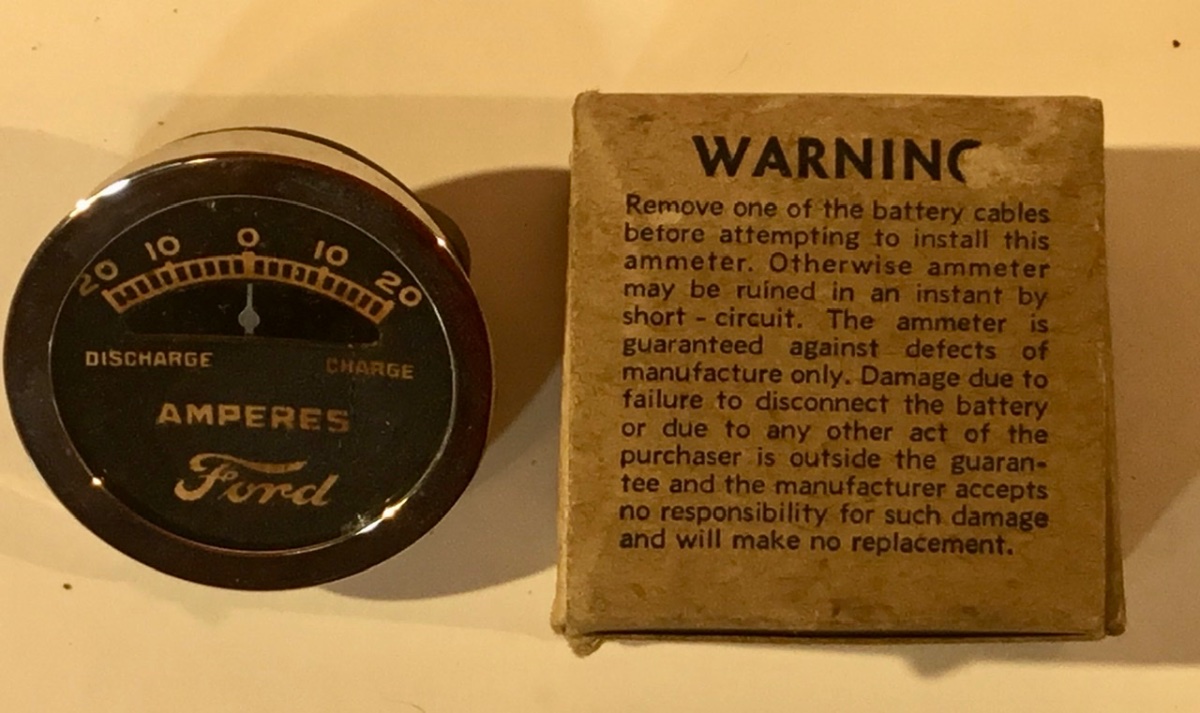 20 10 0 10 20
DISCHARGE CHARGE
AMPERES
Ford
WARNING
Remove one of the battery cables
before attempting to install this
ammeter. Otherwise ammeter
may be ruined in an instant by
short - circuit. The ammeter is
guaranteed against defects of
manufacture only. Damage due to
failure to disconnect the battery
or due to any other act of the
purchaser is outside the guaran-
tee and the manufacturer accepts
no responsibility for such damage
and will make no replacement.